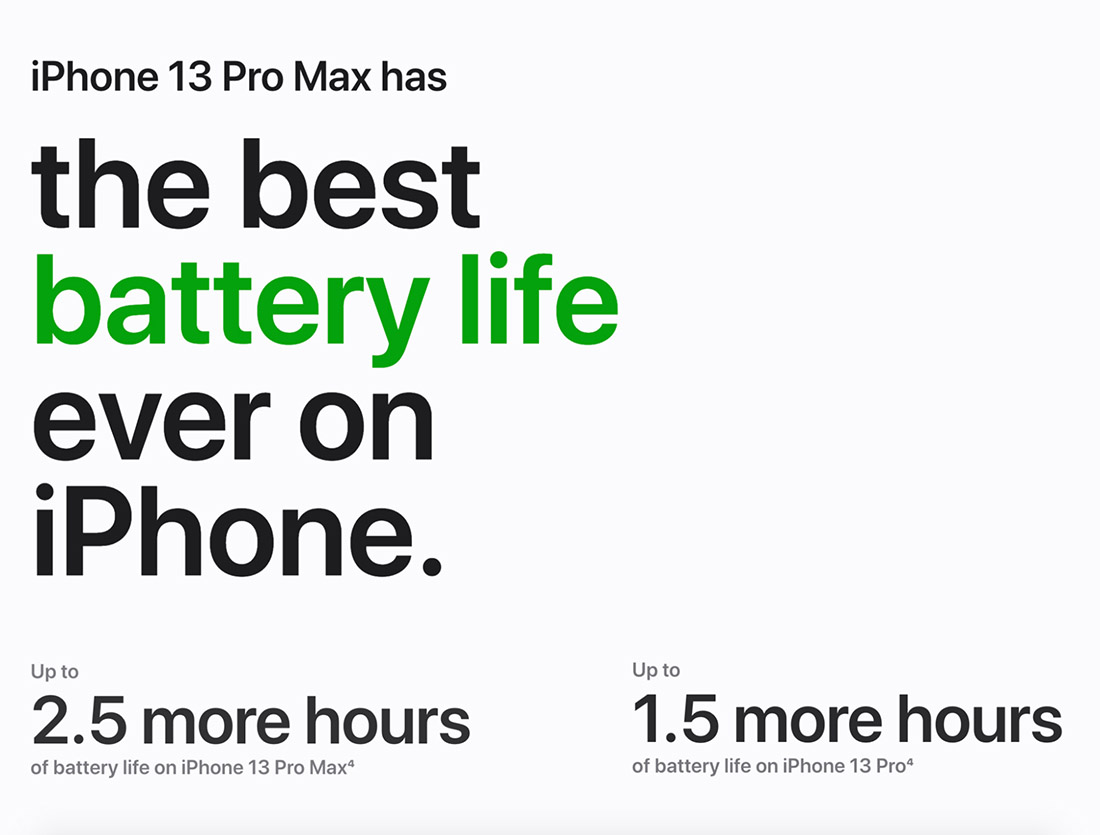 iPhone 13 Pro Max has
the best
battery life
ever on
iPhone.
Up to
2.5 more hours
of battery life on iPhone 13 Pro Max⁴
Up to
1.5 more hours
of battery life on iPhone 13 Pro⁴